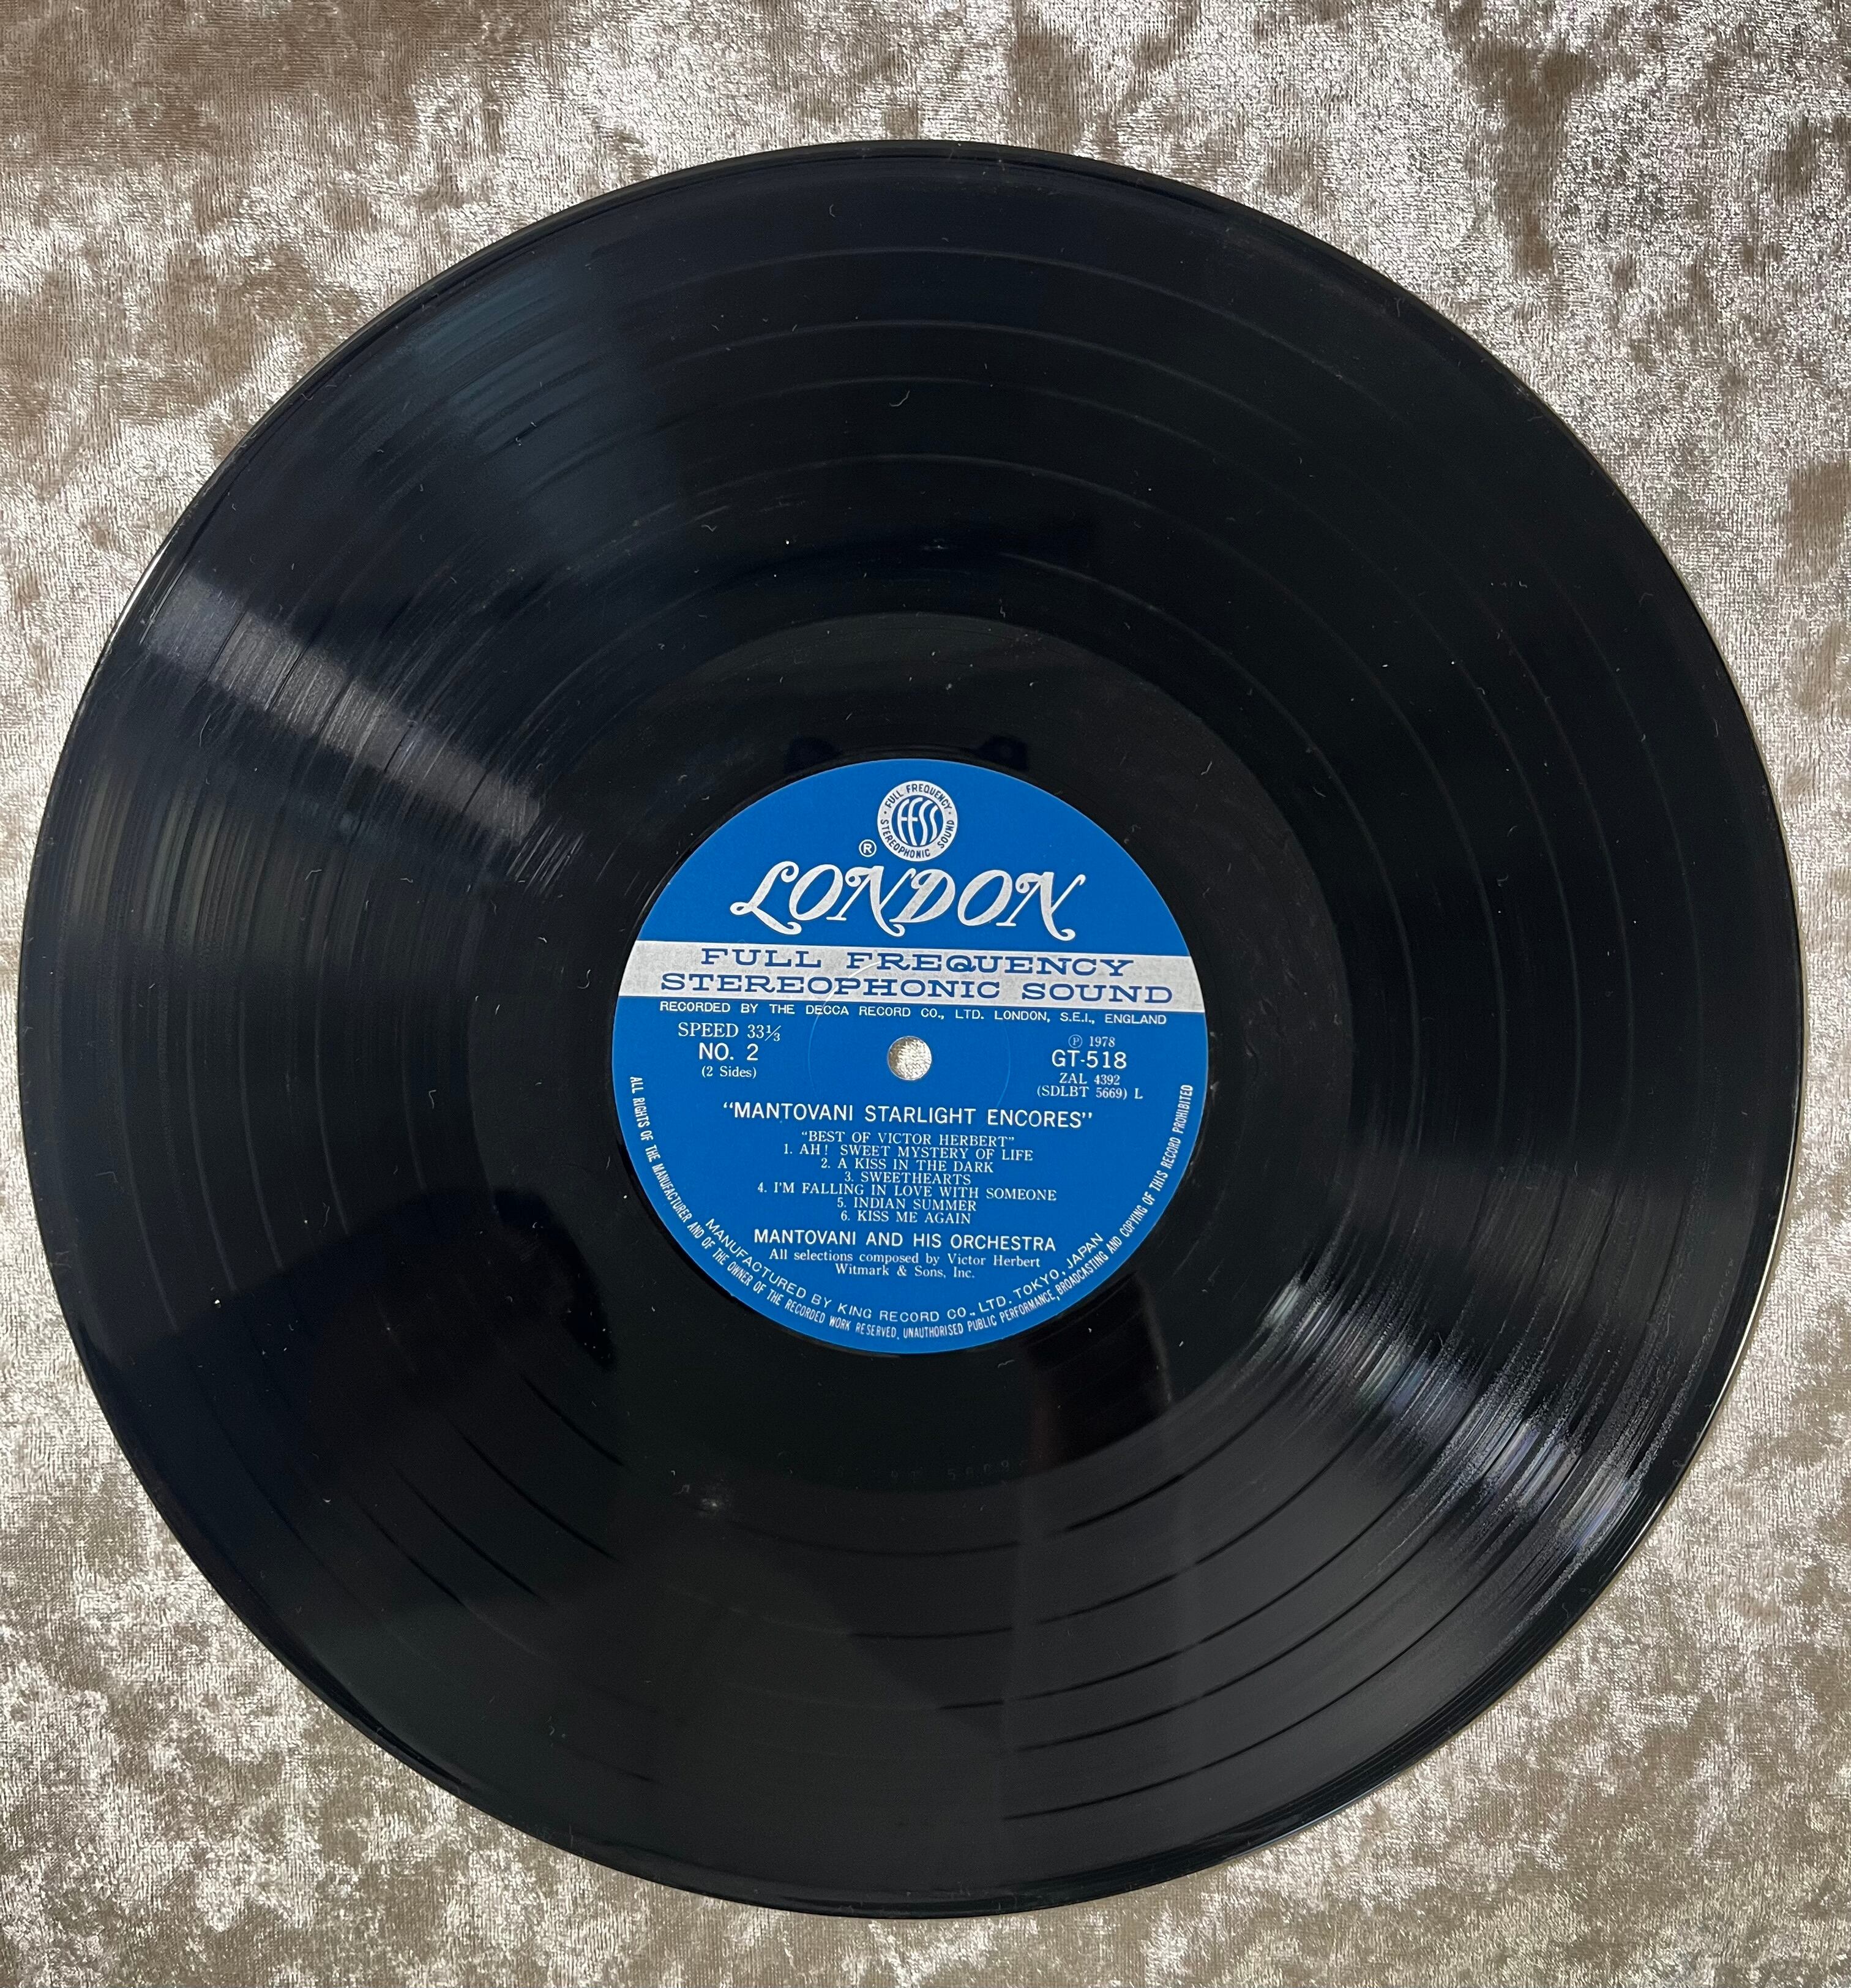 FULL FREQUENCY
STEREOPHONIC SOUND
FFSS
®
LONDON
FULL FREQUENCY
STEREOPHONIC SOUND
RECORDED BY THE DECCA RECORD CO., LTD. LONDON, S.E.I., ENGLAND
SPEED 33⅓
NO. 2
(2 Sides)
Ⓟ 1978
GT-518
ZAL 4392
(SDLBT 5669) L
"MANTOVANI STARLIGHT ENCORES"
"BEST OF VICTOR HERBERT"
1. AH! SWEET MYSTERY OF LIFE
2. A KISS IN THE DARK
3. SWEETHEARTS
4. I'M FALLING IN LOVE WITH SOMEONE
5. INDIAN SUMMER
6. KISS ME AGAIN
MANTOVANI AND HIS ORCHESTRA
All selections composed by Victor Herbert
Witmark & Sons, Inc.
MANUFACTURED BY KING RECORD CO., LTD. TOKYO, JAPAN
ALL RIGHTS OF THE MANUFACTURER AND OF THE OWNER OF THE RECORDED WORK RESERVED, UNAUTHORISED PUBLIC PERFORMANCE, BROADCASTING AND COPYING OF THIS RECORD PROHIBITED